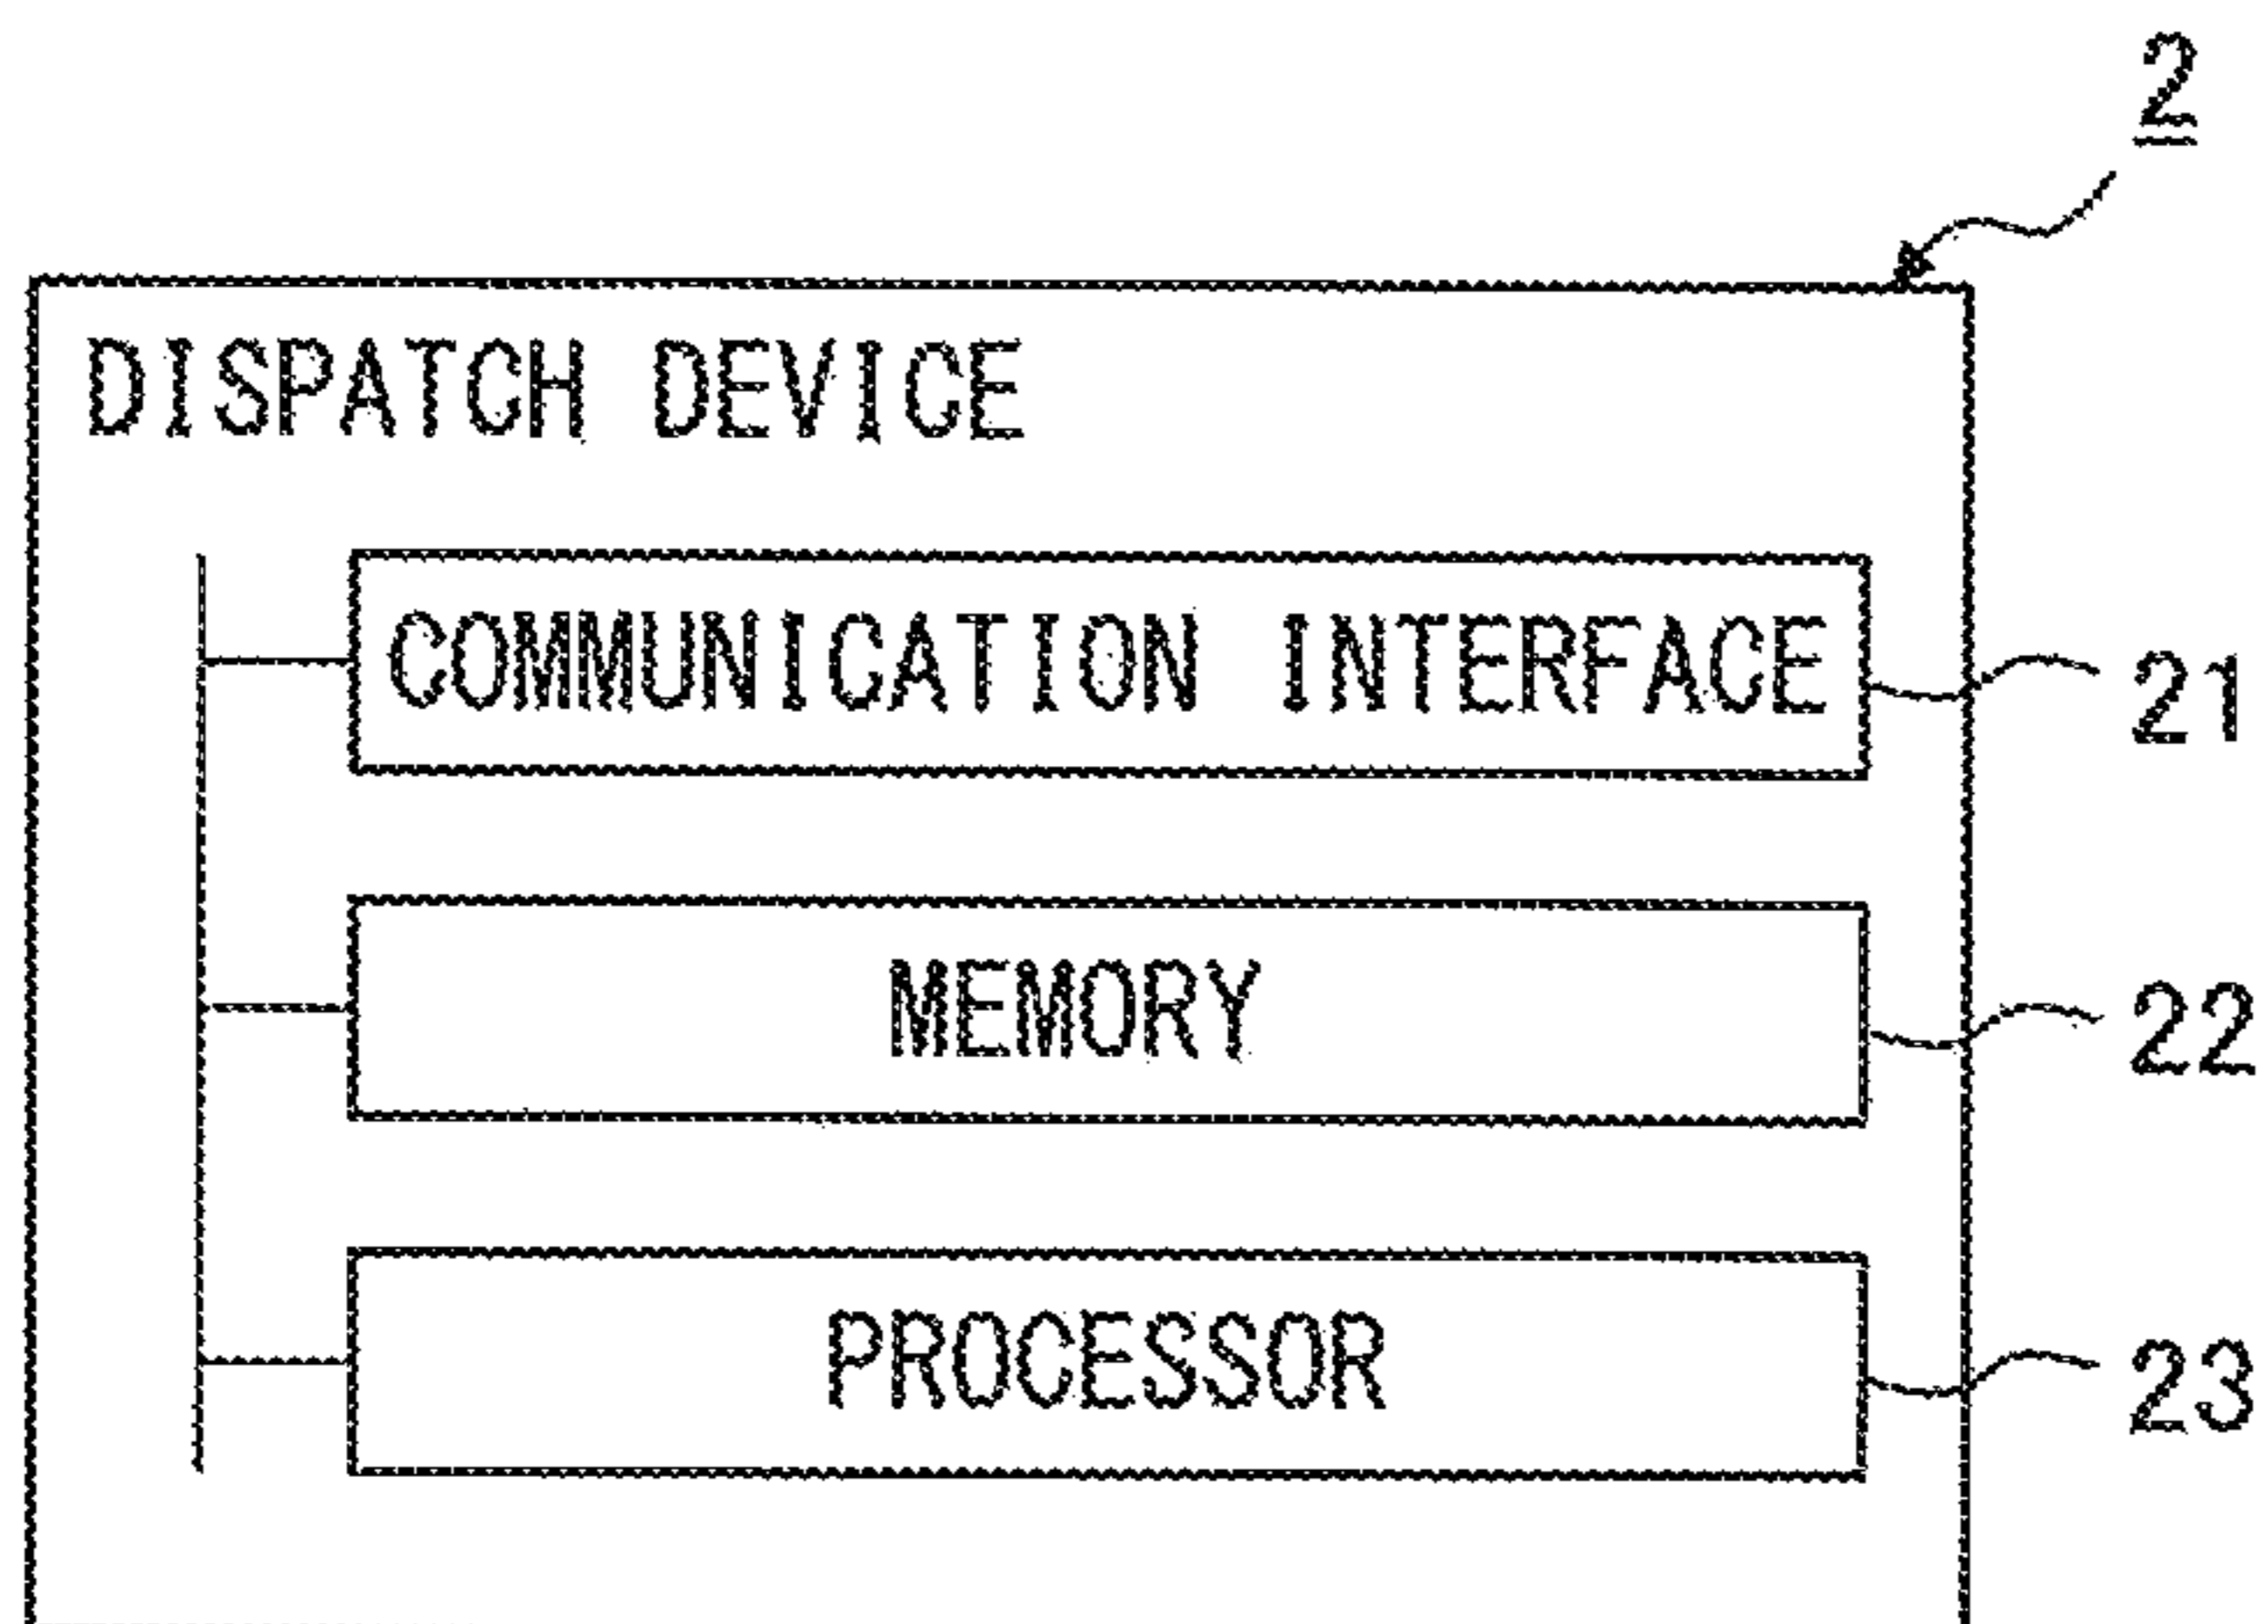 2
DISPATCH DEVICE
COMMUNICATION INTERFACE
21
MEMORY
22
PROCESSOR
23